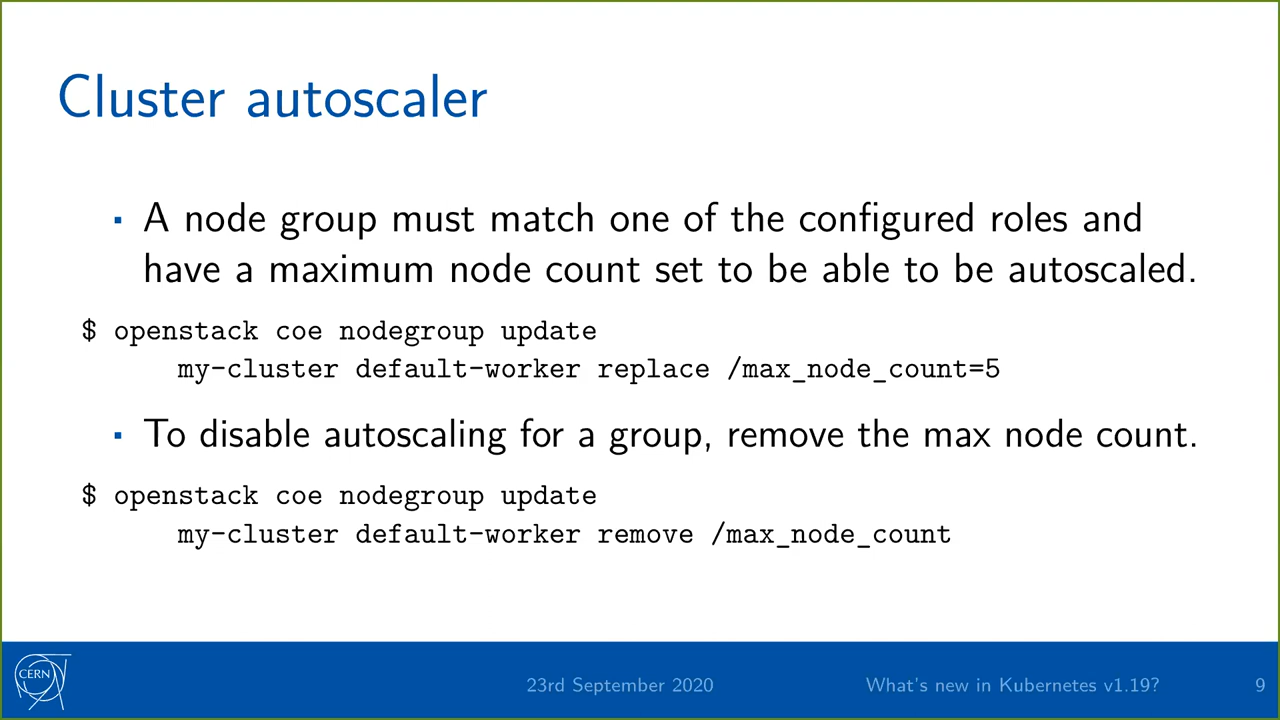 Cluster autoscaler
▪ A node group must match one of the configured roles and
have a maximum node count set to be able to be autoscaled.
$ openstack coe nodegroup update
my-cluster default-worker replace /max_node_count=5
▪ To disable autoscaling for a group, remove the max node count.
$ openstack coe nodegroup update
my-cluster default-worker remove /max_node_count
CERN
23rd September 2020 What's new in Kubernetes v1.19? 9